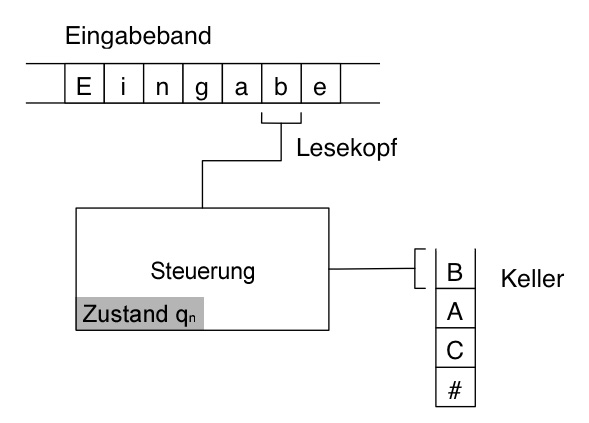 Eingabeband
E i n g a b e
Lesekopf
Steuerung
Zustand qₙ
B
Keller
A
C
#